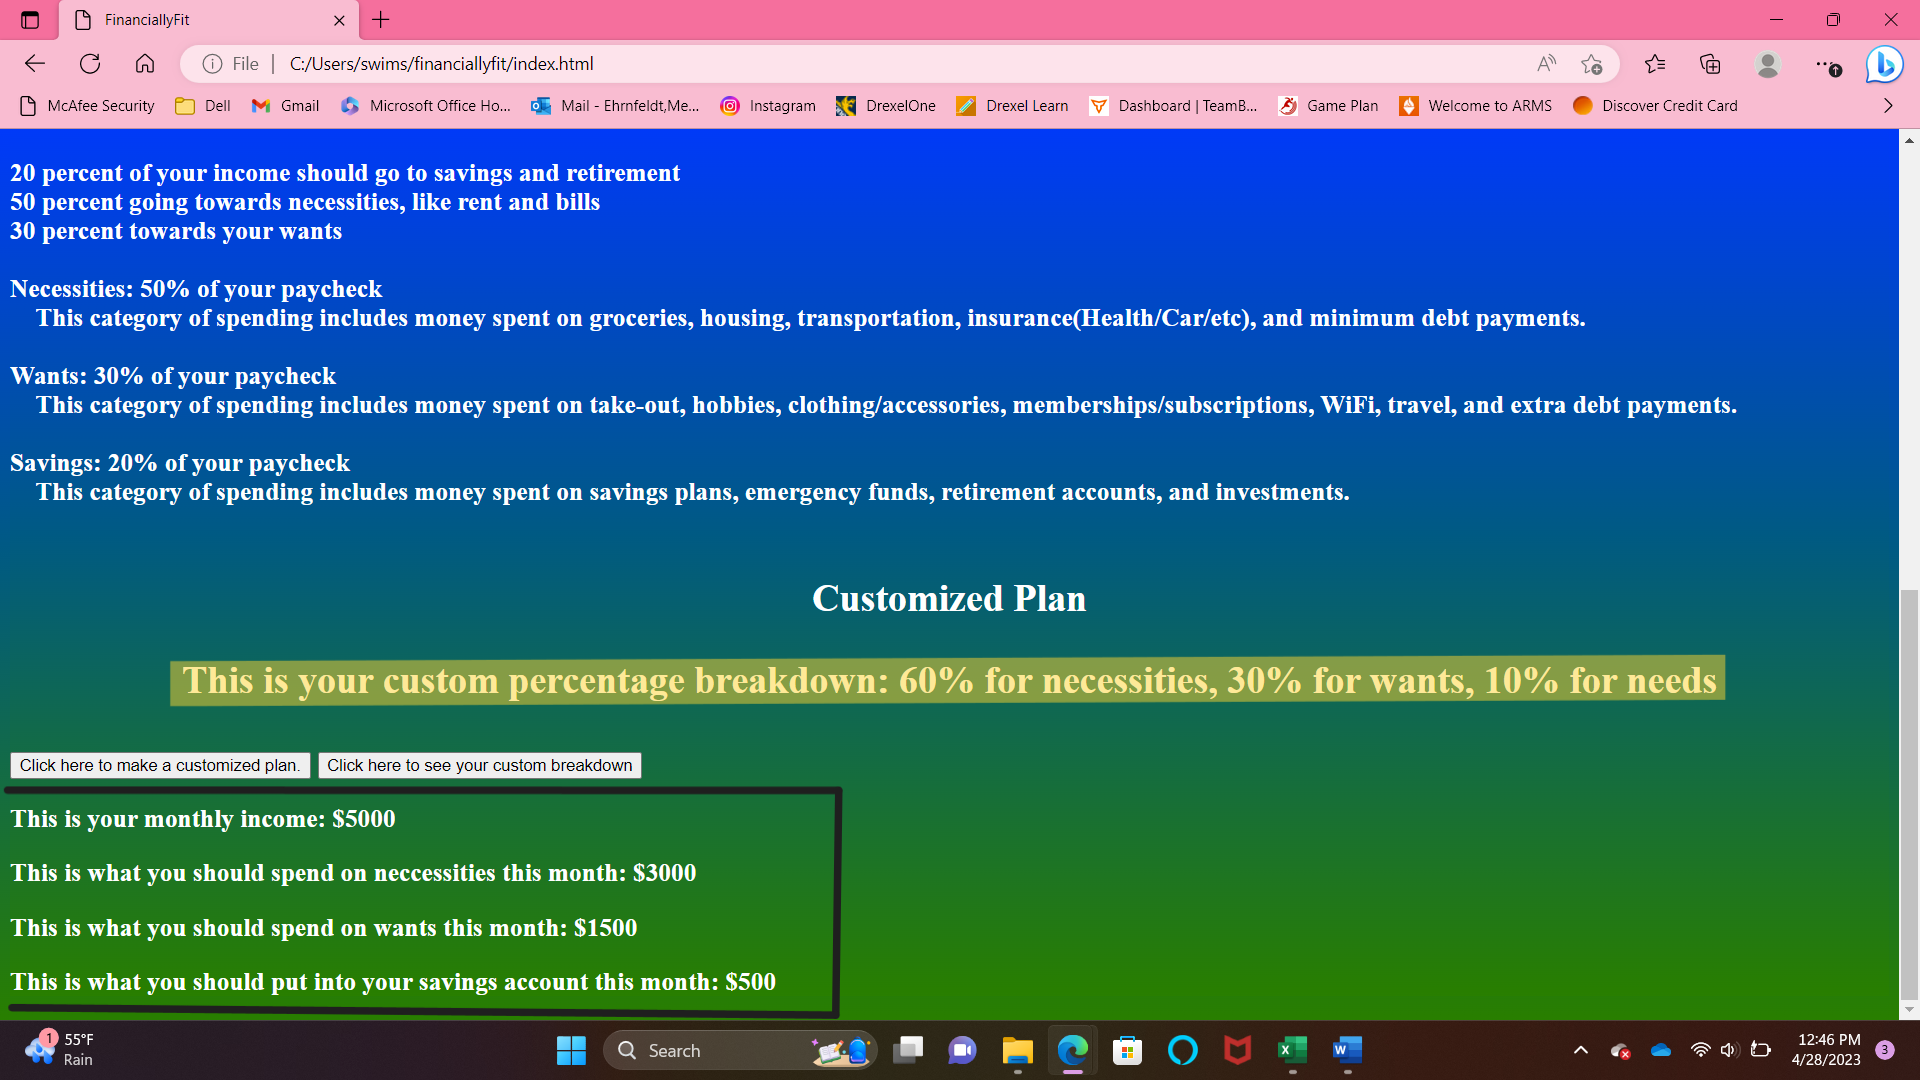 FinanciallyFit
File
C:/Users/swims/financiallyfit/index.html
McAfee Security
Dell
Gmail
Microsoft Office Ho...
Mail - Ehrnfeldt,Me...
Instagram
DrexelOne
Drexel Learn
Dashboard | TeamB...
Game Plan
Welcome to ARMS
Discover Credit Card
20 percent of your income should go to savings and retirement
50 percent going towards necessities, like rent and bills
30 percent towards your wants
Necessities: 50% of your paycheck
This category of spending includes money spent on groceries, housing, transportation, insurance(Health/Car/etc), and minimum debt payments.
Wants: 30% of your paycheck
This category of spending includes money spent on take-out, hobbies, clothing/accessories, memberships/subscriptions, WiFi, travel, and extra debt payments.
Savings: 20% of your paycheck
This category of spending includes money spent on savings plans, emergency funds, retirement accounts, and investments.
Customized Plan
This is your custom percentage breakdown: 60% for necessities, 30% for wants, 10% for needs
Click here to make a customized plan.
Click here to see your custom breakdown
This is your monthly income: $5000
This is what you should spend on neccessities this month: $3000
This is what you should spend on wants this month: $1500
This is what you should put into your savings account this month: $500
1
55°F
Rain
Search
12:46 PM
4/28/2023
3